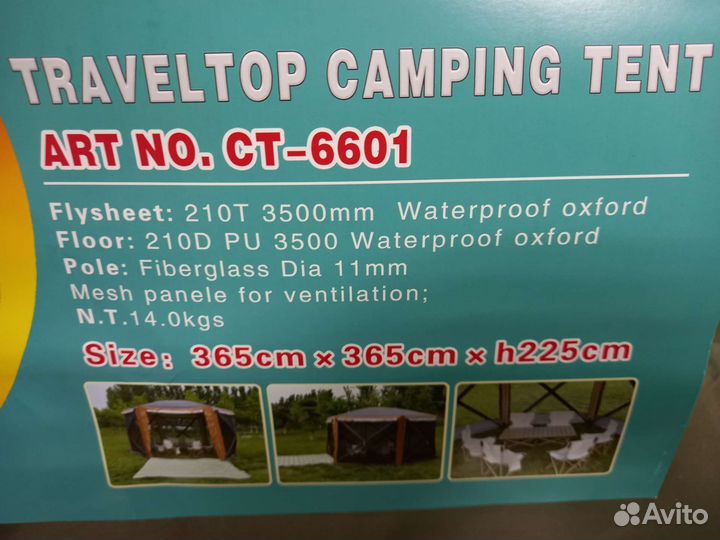 TRAVELTOP CAMPING TENT
ART NO. CT-6601
Flysheet: 210T 3500mm Waterproof oxford
Floor: 210D PU 3500 Waterproof oxford
Pole: Fiberglass Dia 11mm
Mesh panele for ventilation;
N.T.14.0kgs
Size: 365cm × 365cm × h225cm
Avito